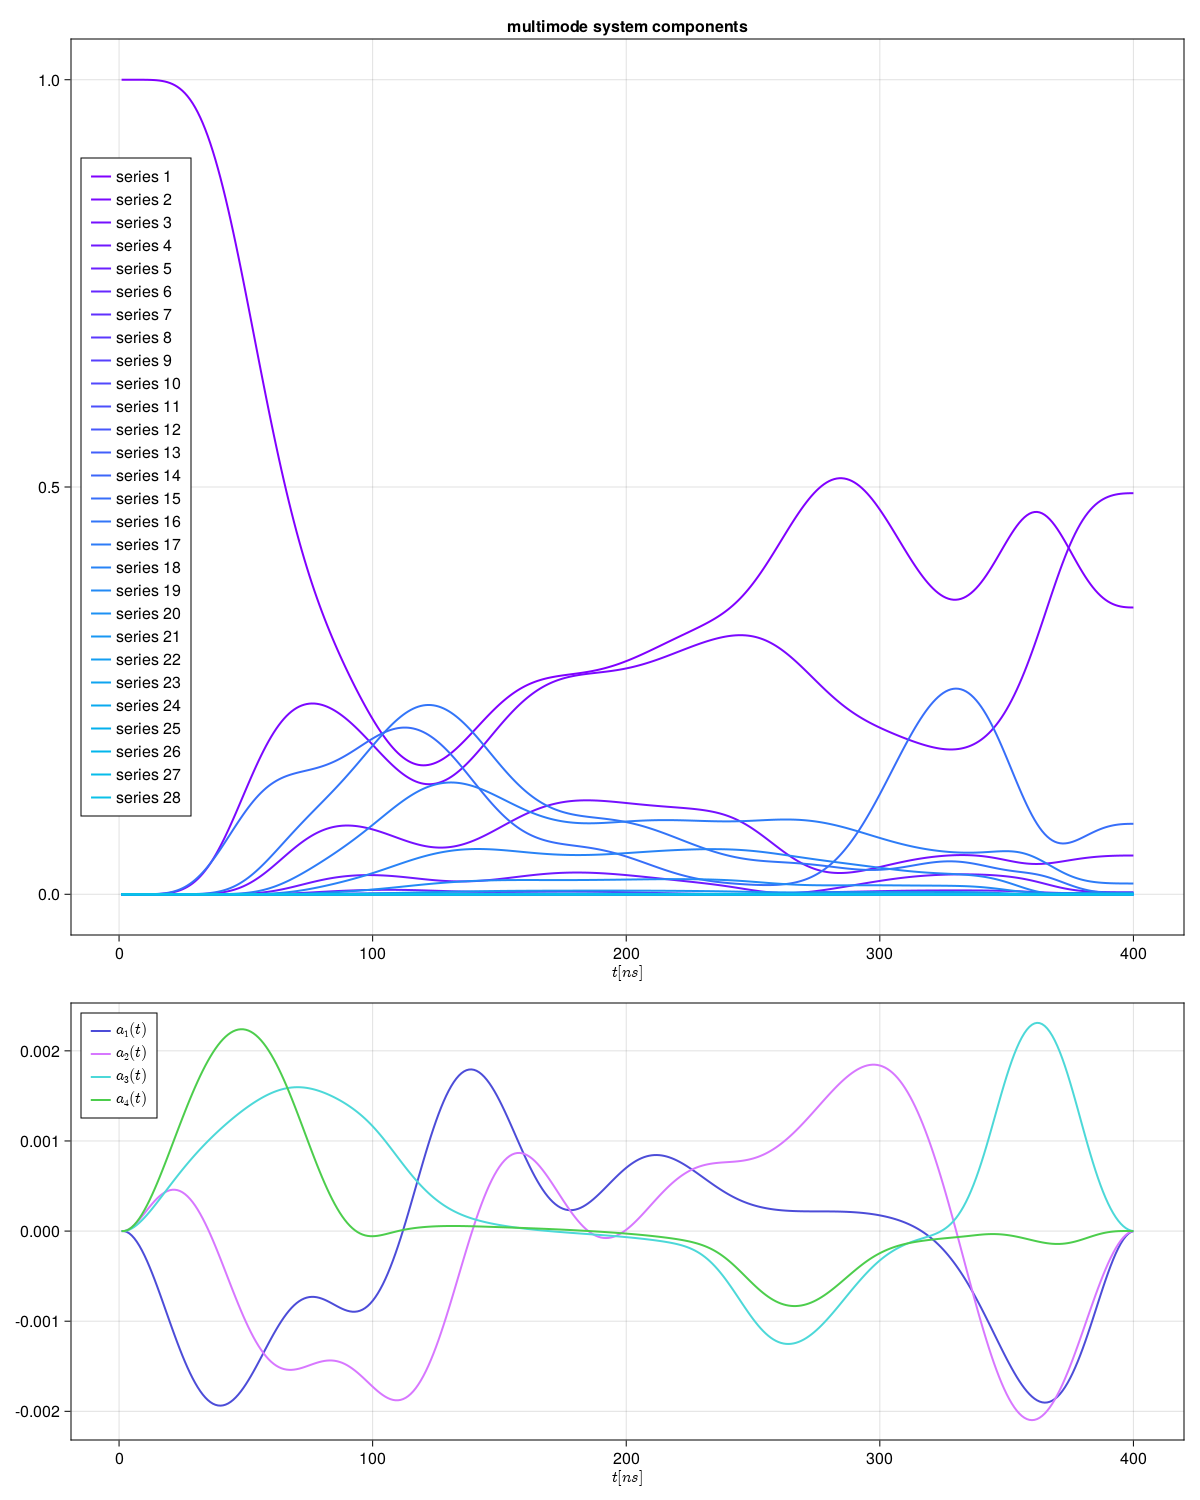 multimode system components
1.0
series 1
series 2
series 3
series 4
series 5
series 6
series 7
series 8
series 9
series 10
series 11
series 12
series 13
series 14
series 15
series 16
series 17
series 18
series 19
series 20
series 21
series 22
series 23
series 24
series 25
series 26
series 27
series 28
0.5
0.0
0 100 200 300 400
t[ns]
a₁(t)
a₂(t)
a₃(t)
a₄(t)
0.002
0.001
0.000
-0.001
-0.002
0 100 200 300 400
t[ns]